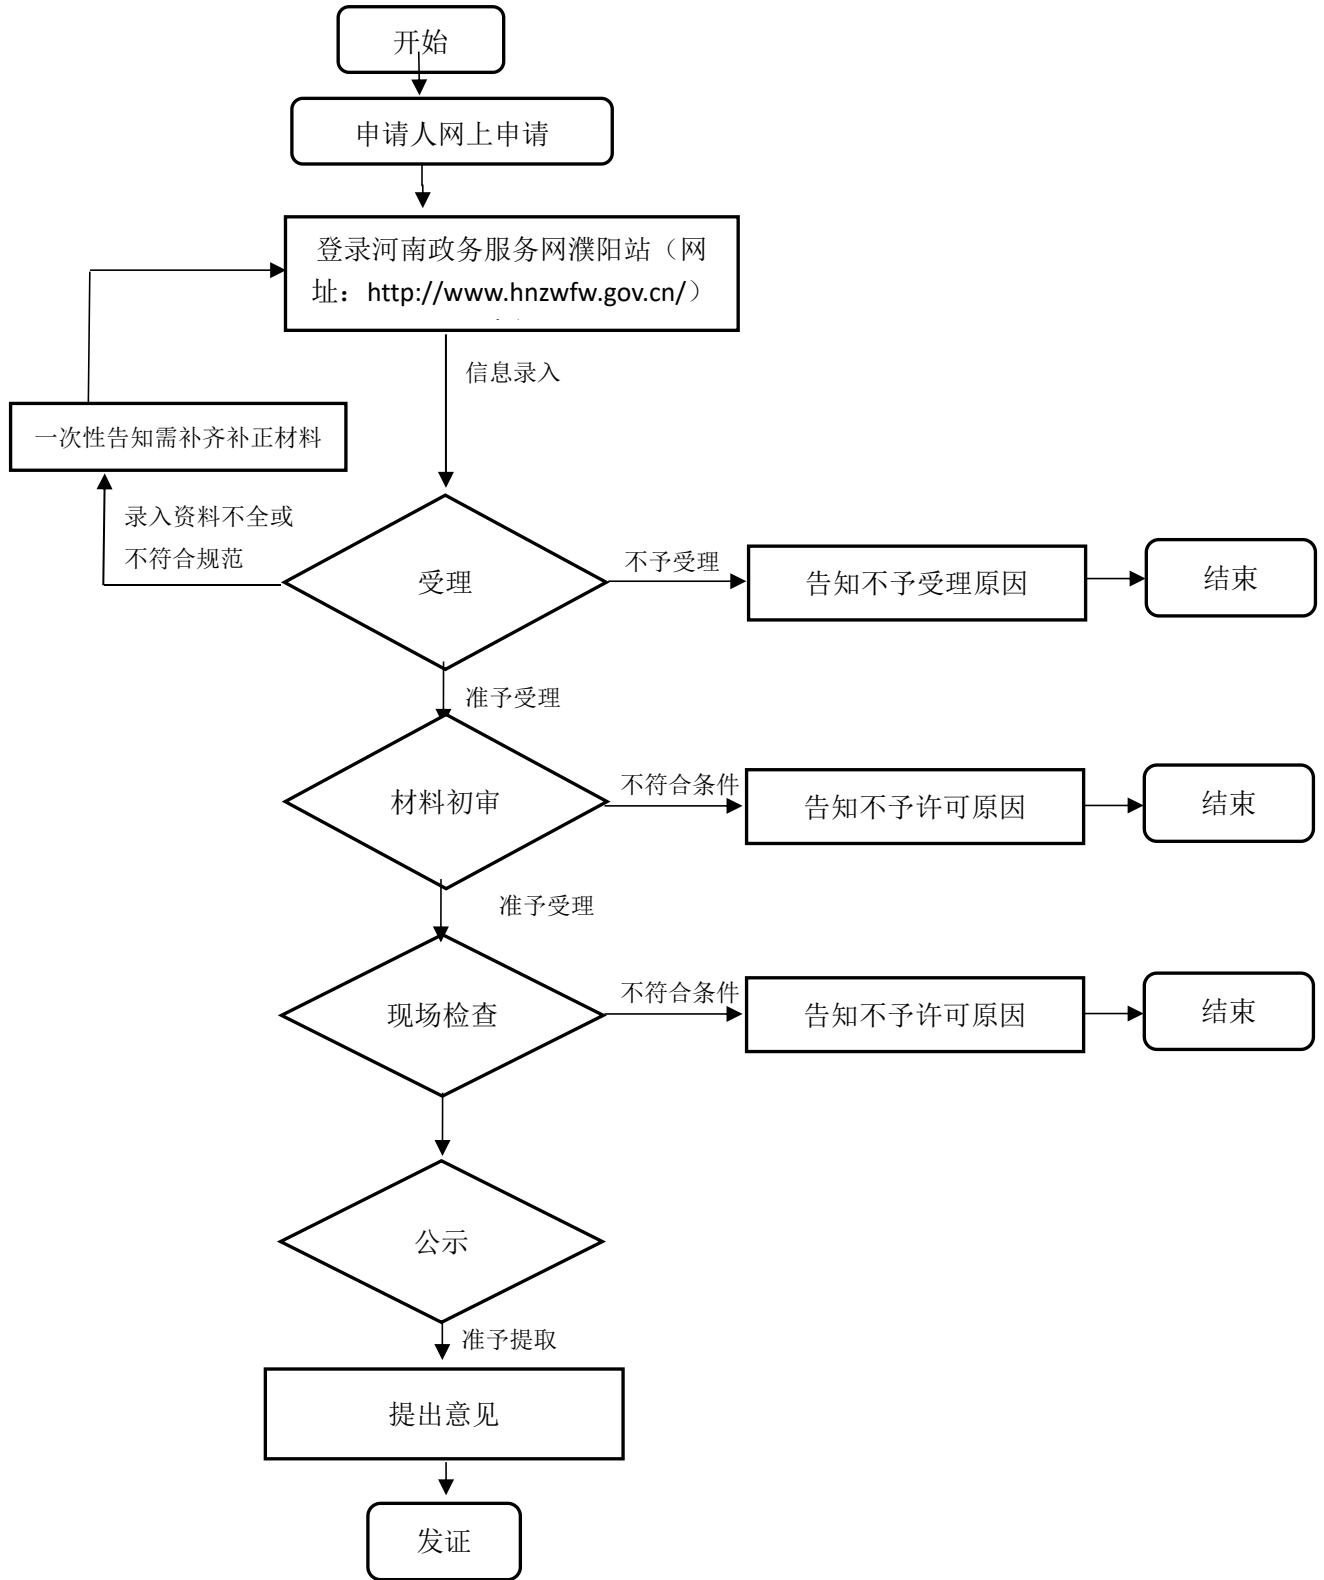 开始
申请人网上申请
登录河南政务服务网濮阳站（网
址：http://www.hnzwfw.gov.cn/）
信息录入
一次性告知需补齐补正材料
录入资料不全或
不符合规范
受理
不予受理
告知不予受理原因
结束
准予受理
材料初审
不符合条件
告知不予许可原因
结束
准予受理
现场检查
不符合条件
告知不予许可原因
结束
公示
准予提取
提出意见
发证